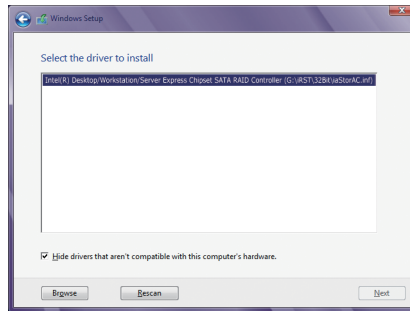 Windows Setup
Select the driver to install
Intel(R) Desktop/Workstation/Server Express Chipset SATA RAID Controller (G:\iRST\32Bit\iaStorAC.inf)
Hide drivers that aren't compatible with this computer's hardware.
Browse
Rescan
Next